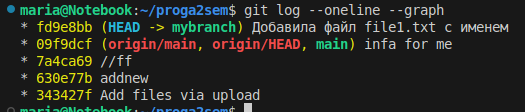 maria@Notebook:~/proga2sem$ git log --oneline --graph
* fd9e8bb (HEAD -> mybranch) Добавила файл file1.txt с именем
* 09f9dcf (origin/main, origin/HEAD, main) infa for me
* 7a4ca69 //ff
* 630e77b addnew
* 343427f Add files via upload
maria@Notebook:~/proga2sem$